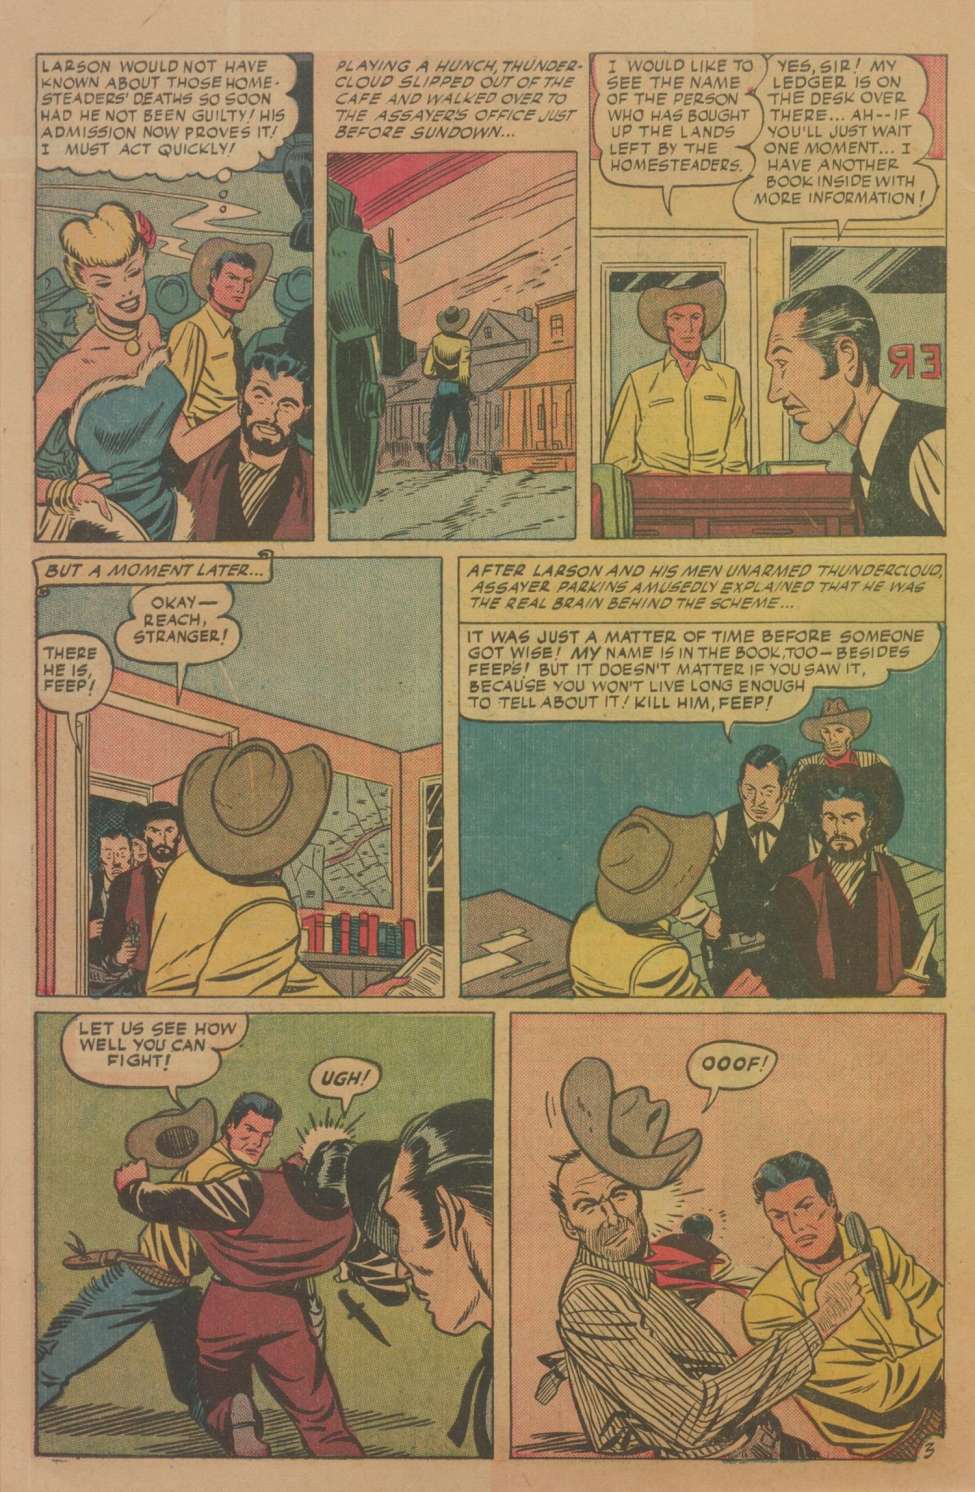 LARSON WOULD NOT HAVE
KNOWN ABOUT THOSE HOME-
STEADERS' DEATHS SO SOON
HAD HE NOT BEEN GUILTY! HIS
ADMISSION NOW PROVES IT!
I MUST ACT QUICKLY!
PLAYING A HUNCH, THUNDER-
CLOUD SLIPPED OUT OF THE
CAFE AND WALKED OVER TO
THE ASSAYER'S OFFICE JUST
BEFORE SUNDOWN...
I WOULD LIKE TO
SEE THE NAME
OF THE PERSON
WHO HAS BOUGHT
UP THE LANDS
LEFT BY THE
HOMESTEADERS.
YES, SIR! MY
LEDGER IS ON
THE DESK OVER
THERE... AH-- IF
YOU'LL JUST WAIT
ONE MOMENT... I
HAVE ANOTHER
BOOK INSIDE WITH
MORE INFORMATION!
ER
BUT A MOMENT LATER...
THERE
HE IS,
FEEP!
OKAY--
REACH,
STRANGER!
AFTER LARSON AND HIS MEN UNARMED THUNDERCLOUD,
ASSAYER PARKINS AMUSEDLY EXPLAINED THAT HE WAS
THE REAL BRAIN BEHIND THE SCHEME...
IT WAS JUST A MATTER OF TIME BEFORE SOMEONE
GOT WISE! MY NAME IS IN THE BOOK, TOO-- BESIDES
FEEP'S! BUT IT DOESN'T MATTER IF YOU SAW IT,
BECAUSE YOU WON'T LIVE LONG ENOUGH
TO TELL ABOUT IT! KILL HIM, FEEP!
LET US SEE HOW
WELL YOU CAN
FIGHT!
UGH!
OOOF!
3